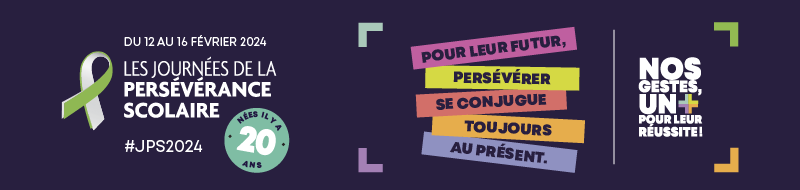 DU 12 AU 16 FÉVRIER 2024
LES JOURNÉES DE LA
PERSÉVÉRANCE
SCOLAIRE
#JPS2024
NÉES IL Y A
20
ANS
POUR LEUR FUTUR,
PERSÉVÉRER
SE CONJUGUE
TOUJOURS
AU PRÉSENT.
NOS
GESTES,
UN +
POUR LEUR
RÉUSSITE!